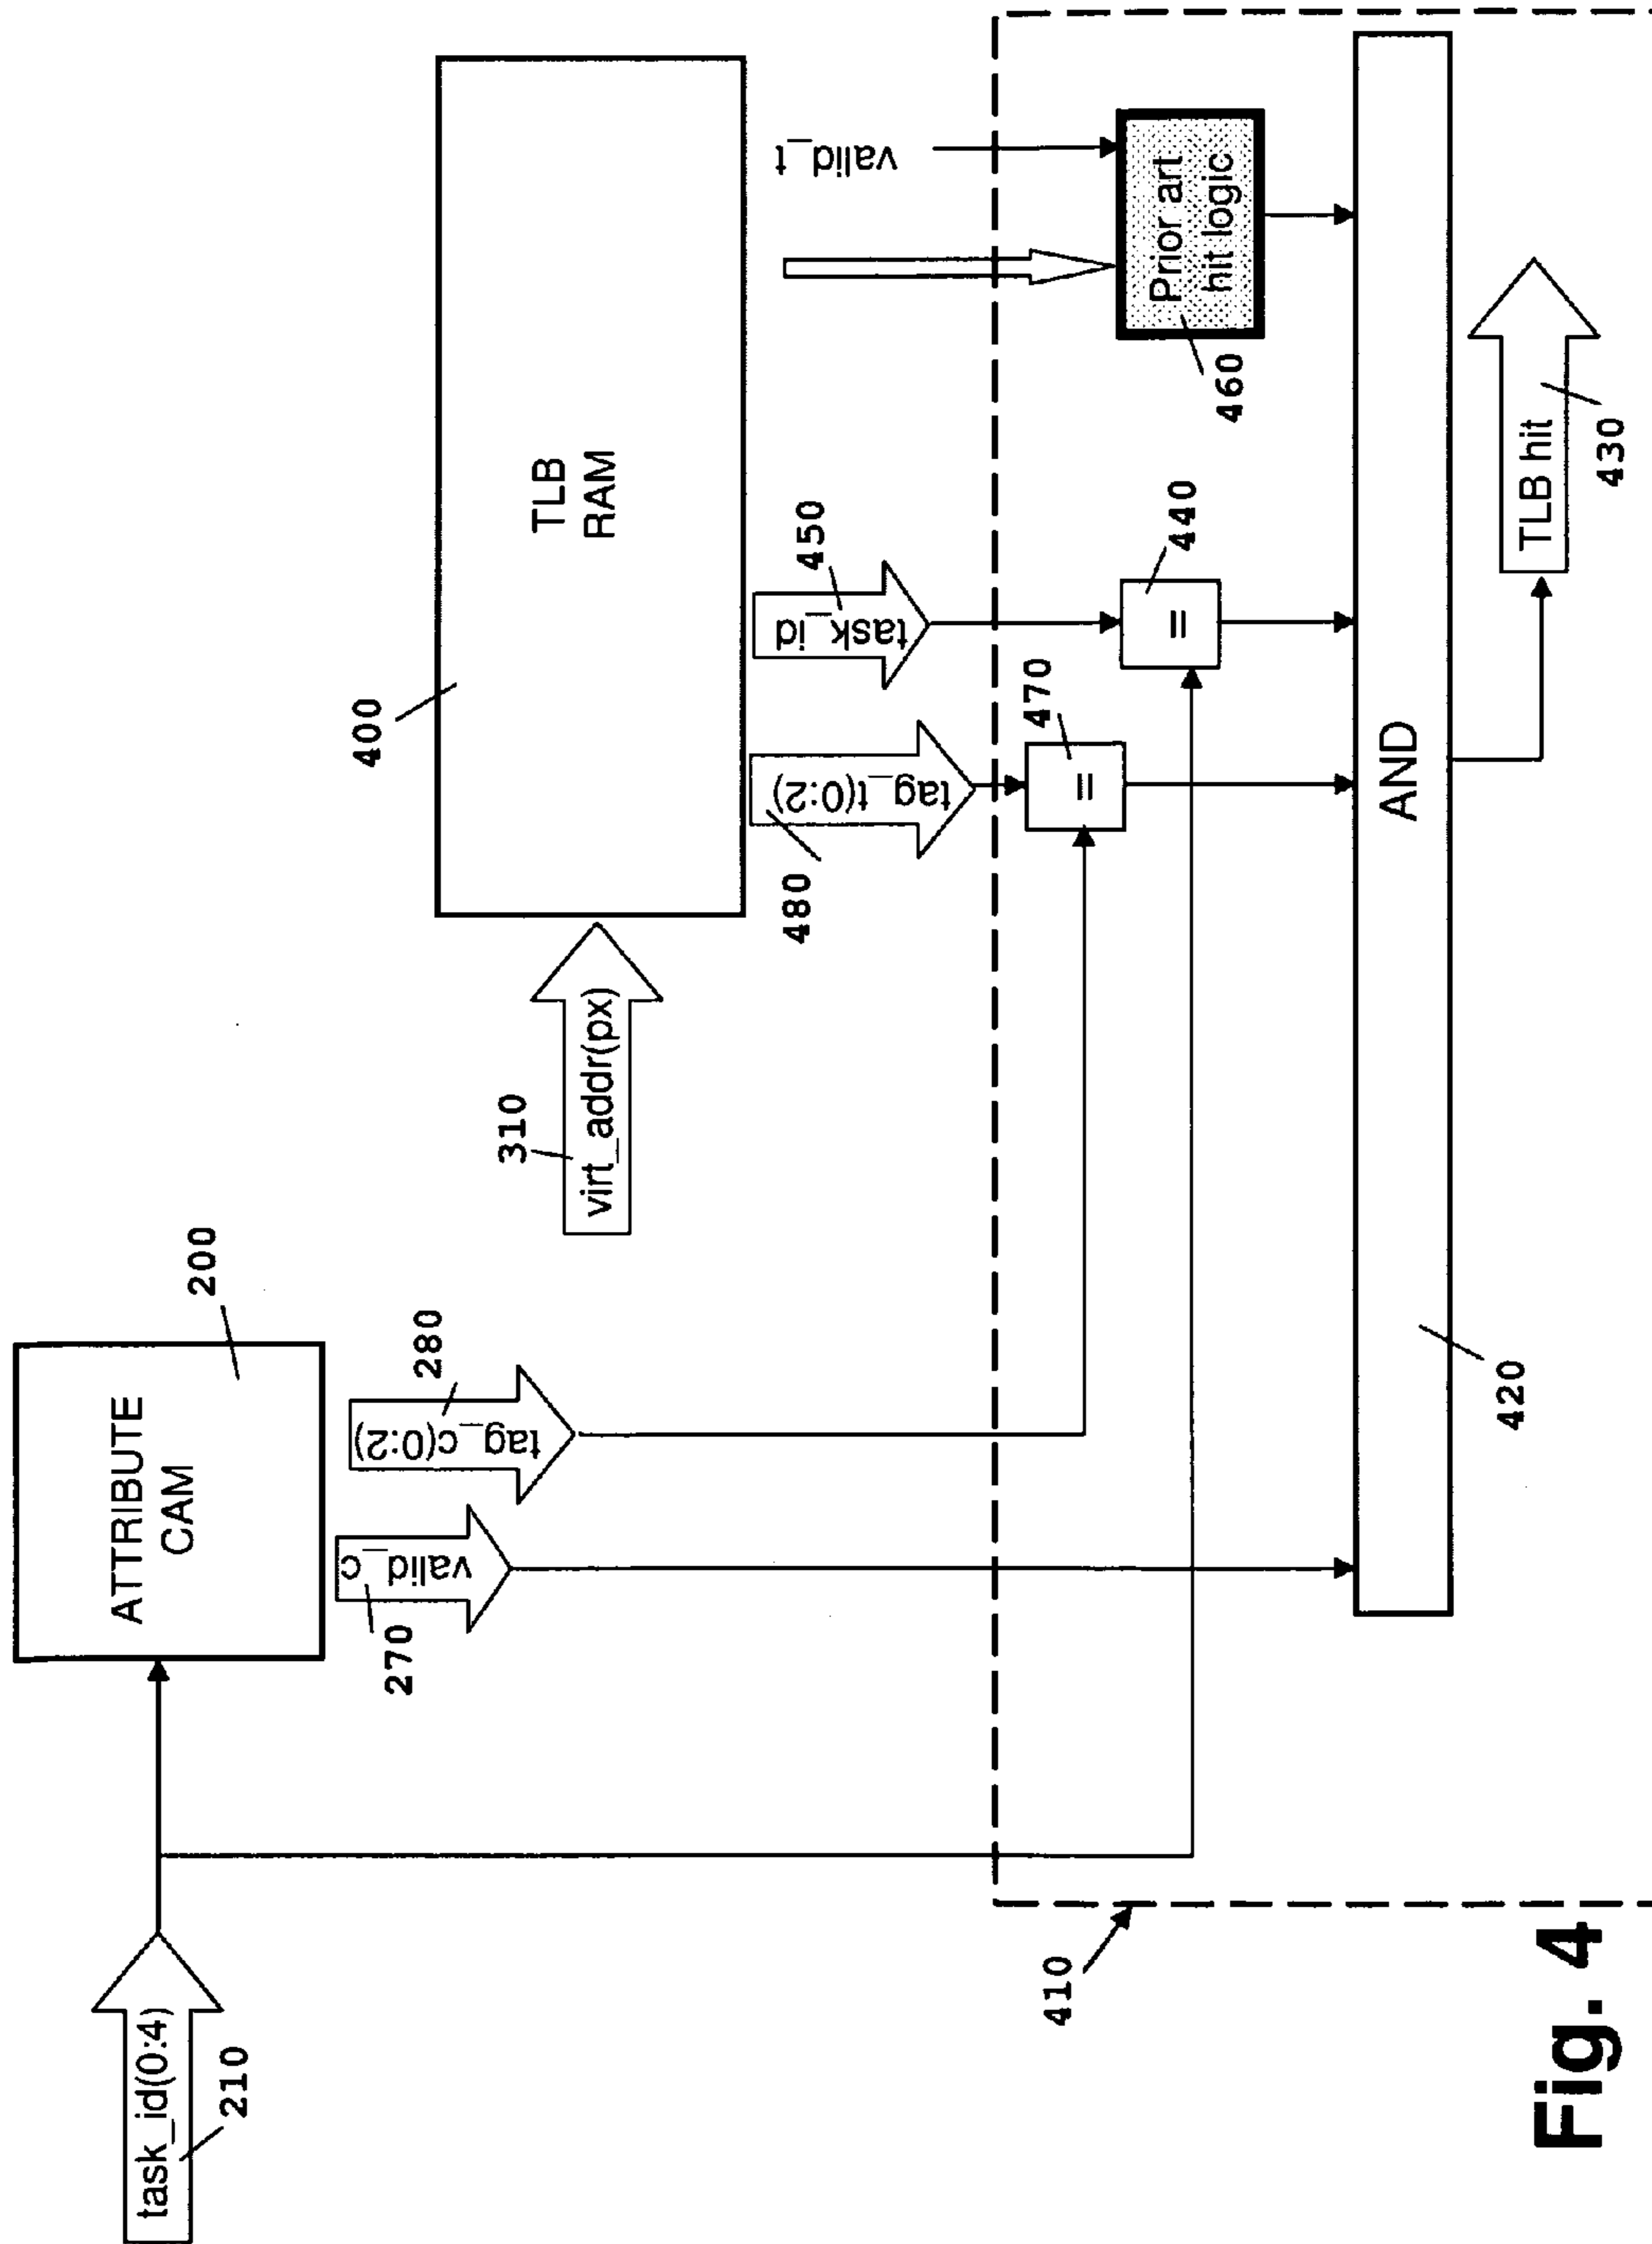 task_id(0:4)
210
ATTRIBUTE
CAM
200
valid_c
270
tag_c(0:2)
280
virt_addr(px)
310
TLB
RAM
400
tag_t(0:2)
480
task_id
450
valid_t
410
=
470
=
440
Prior art
hit logic
460
AND
420
TLB hit
430
Fig. 4